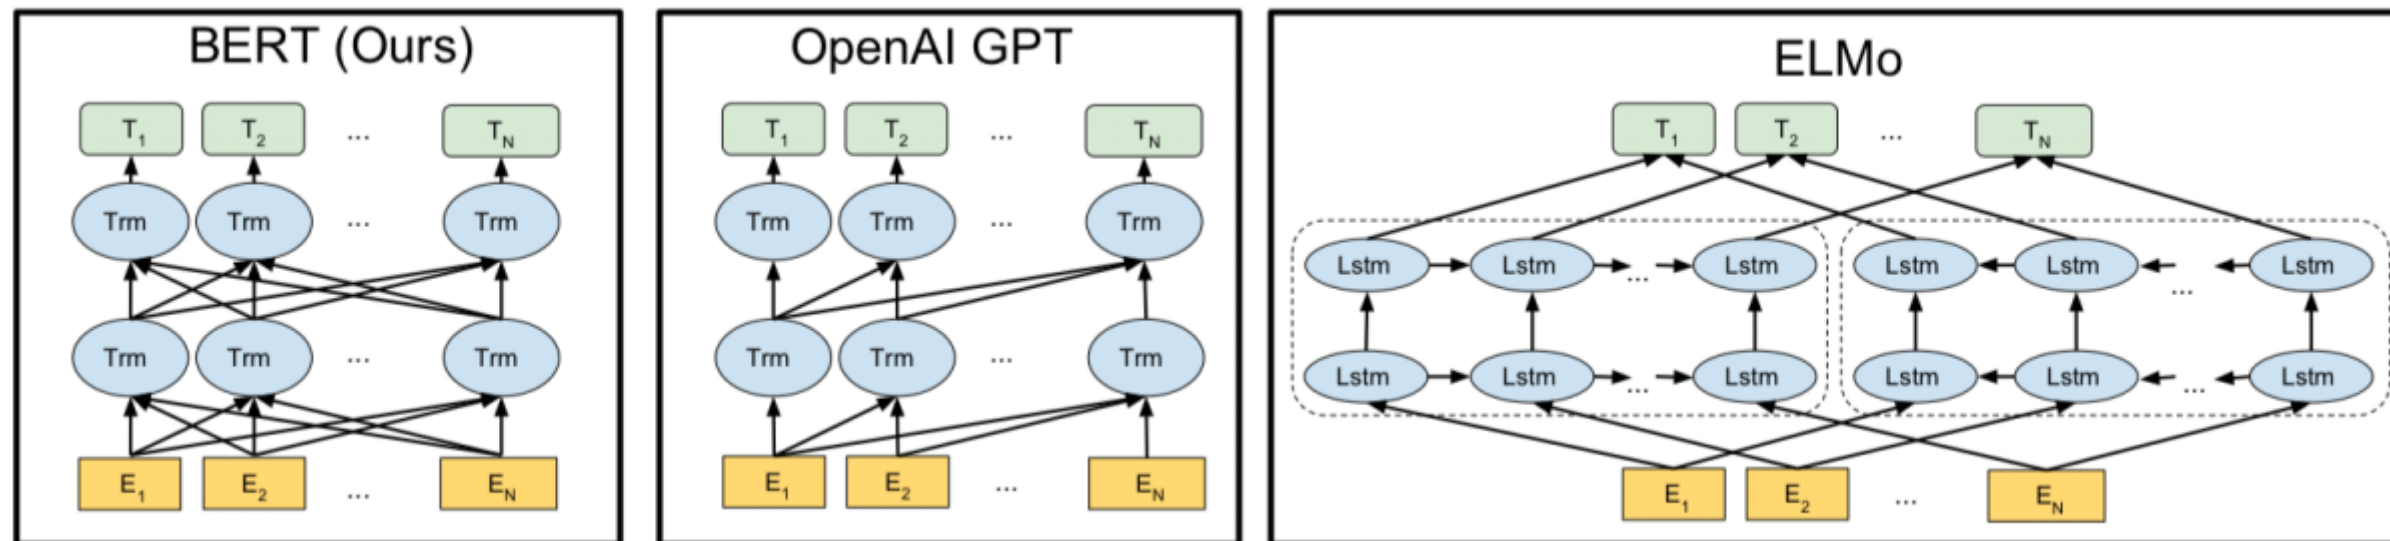 BERT (Ours)
T1 T2 ... TN
Trm Trm ... Trm
Trm Trm ... Trm
E1 E2 ... EN
OpenAI GPT
T1 T2 ... TN
Trm Trm ... Trm
Trm Trm ... Trm
E1 E2 ... EN
ELMo
T1 T2 ... TN
Lstm Lstm ... Lstm Lstm Lstm ... Lstm
Lstm Lstm ... Lstm Lstm Lstm ... Lstm
E1 E2 ... EN